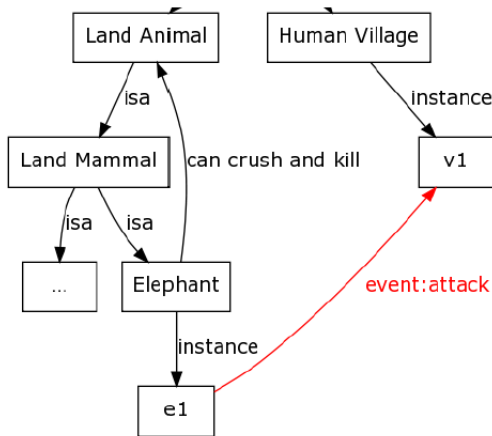 Land Animal
Human Village
isa
instance
Land Mammal
can crush and kill
v1
isa
isa
...
Elephant
event:attack
instance
e1